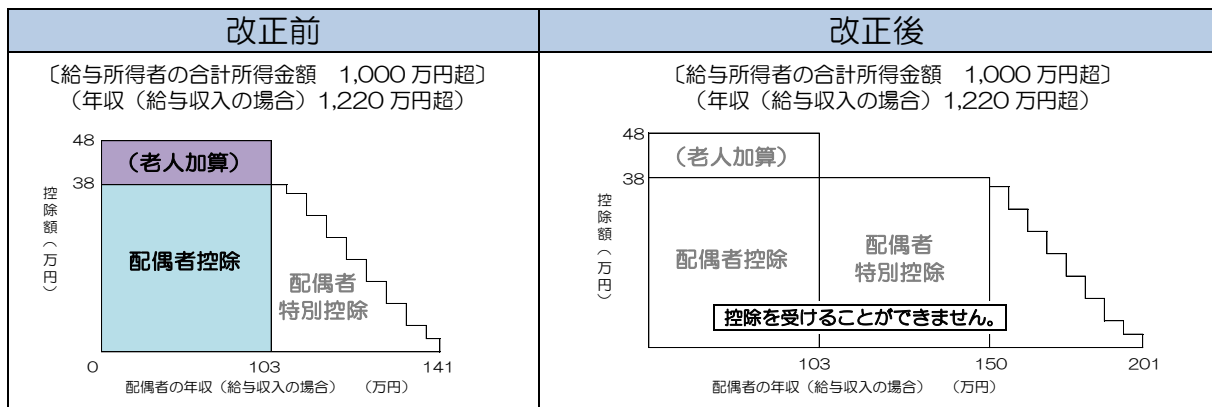 改正前
〔給与所得者の合計所得金額　1,000 万円超〕
（年収（給与収入の場合）1,220 万円超）
48
（老人加算）
38
控除額（万円）
配偶者控除
配偶者
特別控除
0
103
141
配偶者の年収（給与収入の場合）　（万円）
改正後
〔給与所得者の合計所得金額　1,000 万円超〕
（年収（給与収入の場合）1,220 万円超）
48
（老人加算）
38
控除額（万円）
配偶者控除
配偶者
特別控除
控除を受けることができません。
103
150
201
配偶者の年収（給与収入の場合）　（万円）